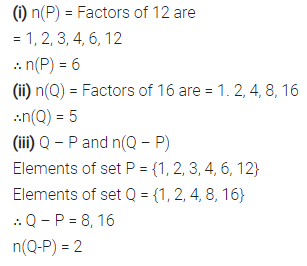 (i) n(P) = Factors of 12 are
= 1, 2, 3, 4, 6, 12
∴ n(P) = 6
(ii) n(Q) = Factors of 16 are = 1. 2, 4, 8, 16
∴n(Q) = 5
(iii) Q – P and n(Q – P)
Elements of set P = {1, 2, 3, 4, 6, 12}
Elements of set Q = {1, 2, 4, 8, 16}
∴ Q – P = 8, 16
n(Q-P) = 2